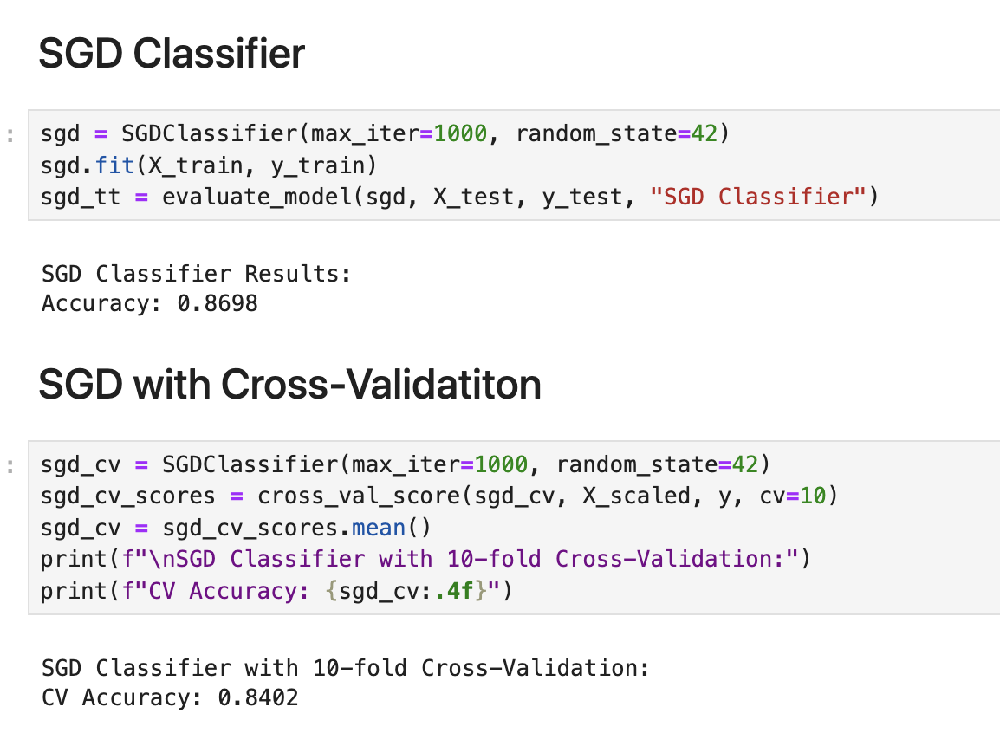 SGD Classifier
:
sgd = SGDClassifier(max_iter=1000, random_state=42)
sgd.fit(X_train, y_train)
sgd_tt = evaluate_model(sgd, X_test, y_test, "SGD Classifier")
SGD Classifier Results:
Accuracy: 0.8698
SGD with Cross-Validatiton
:
sgd_cv = SGDClassifier(max_iter=1000, random_state=42)
sgd_cv_scores = cross_val_score(sgd_cv, X_scaled, y, cv=10)
sgd_cv = sgd_cv_scores.mean()
print(f"\nSGD Classifier with 10-fold Cross-Validation:")
print(f"CV Accuracy: {sgd_cv:.4f}")
SGD Classifier with 10-fold Cross-Validation:
CV Accuracy: 0.8402